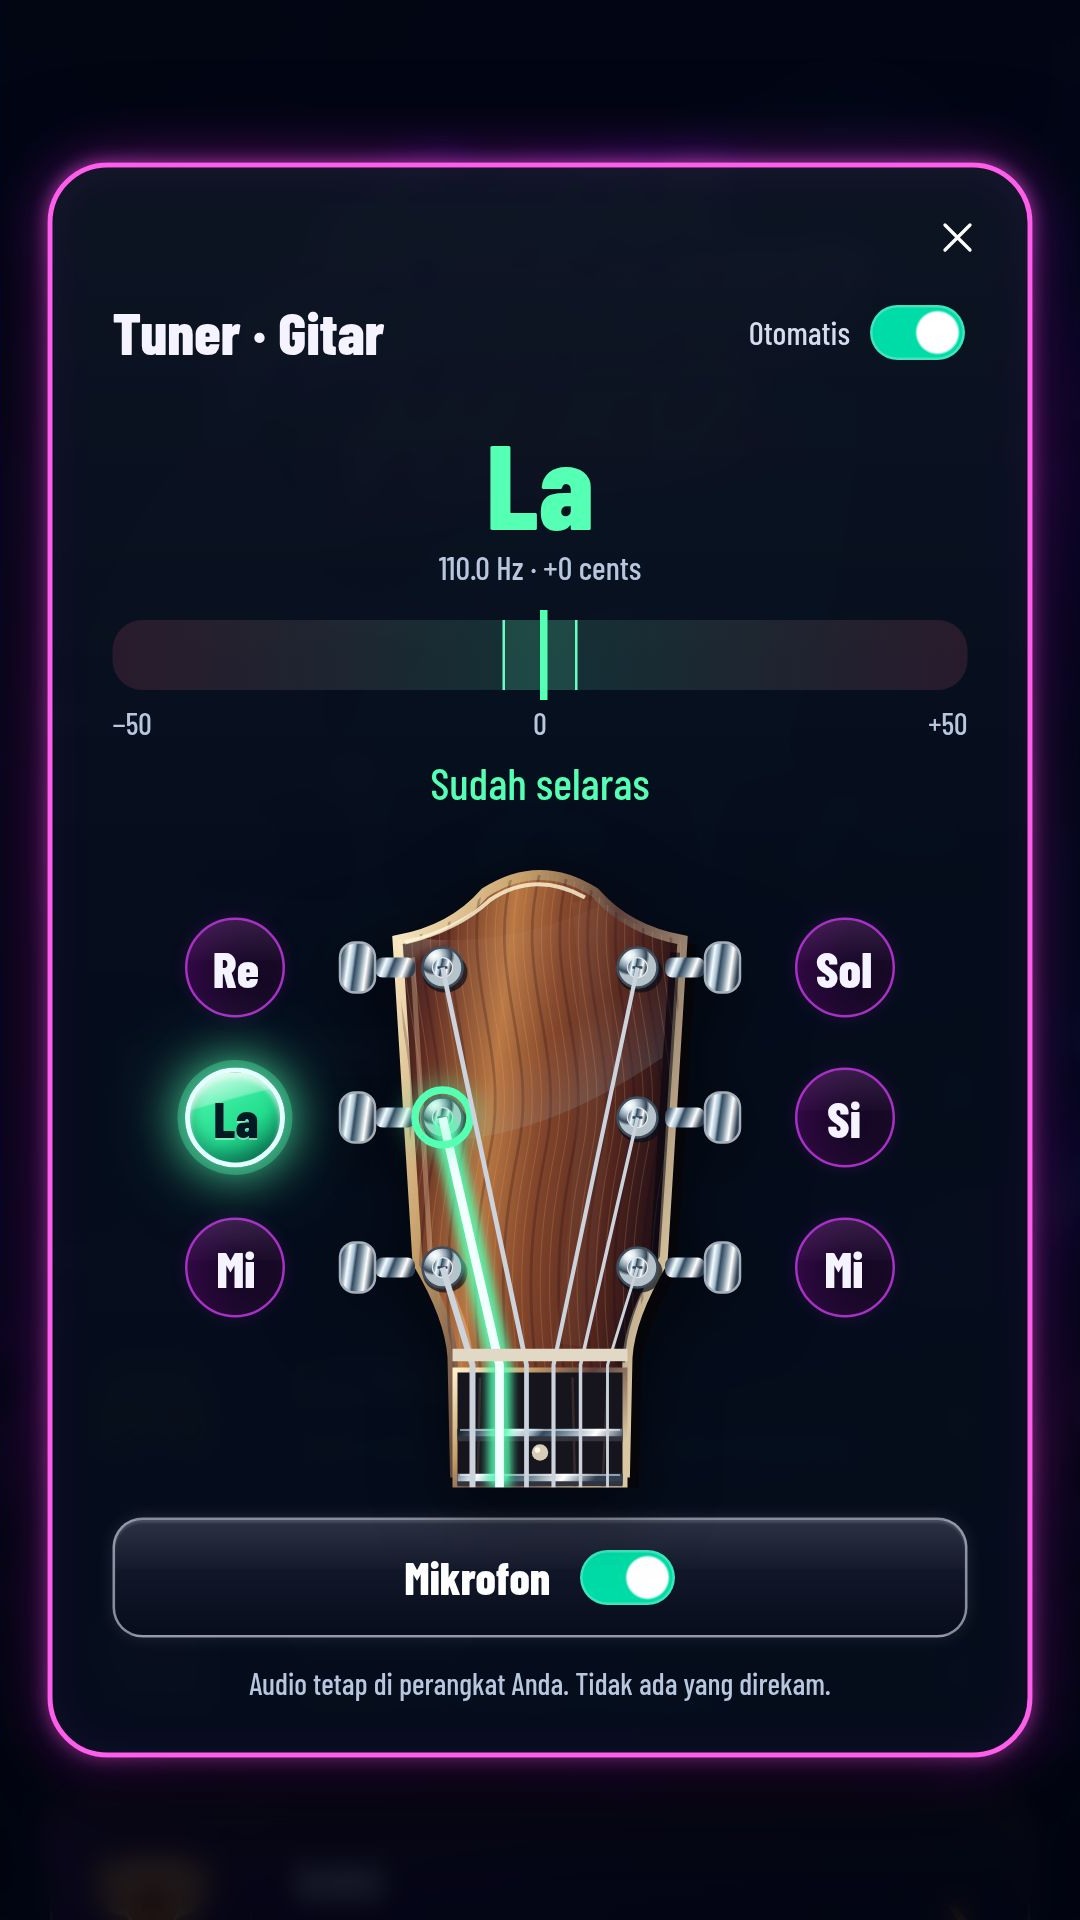 Tuner · Gitar
Otomatis
La
110.0 Hz · +0 cents
−50 0 +50
Sudah selaras
Re Sol
La Si
Mi Mi
Mikrofon
Audio tetap di perangkat Anda. Tidak ada yang direkam.